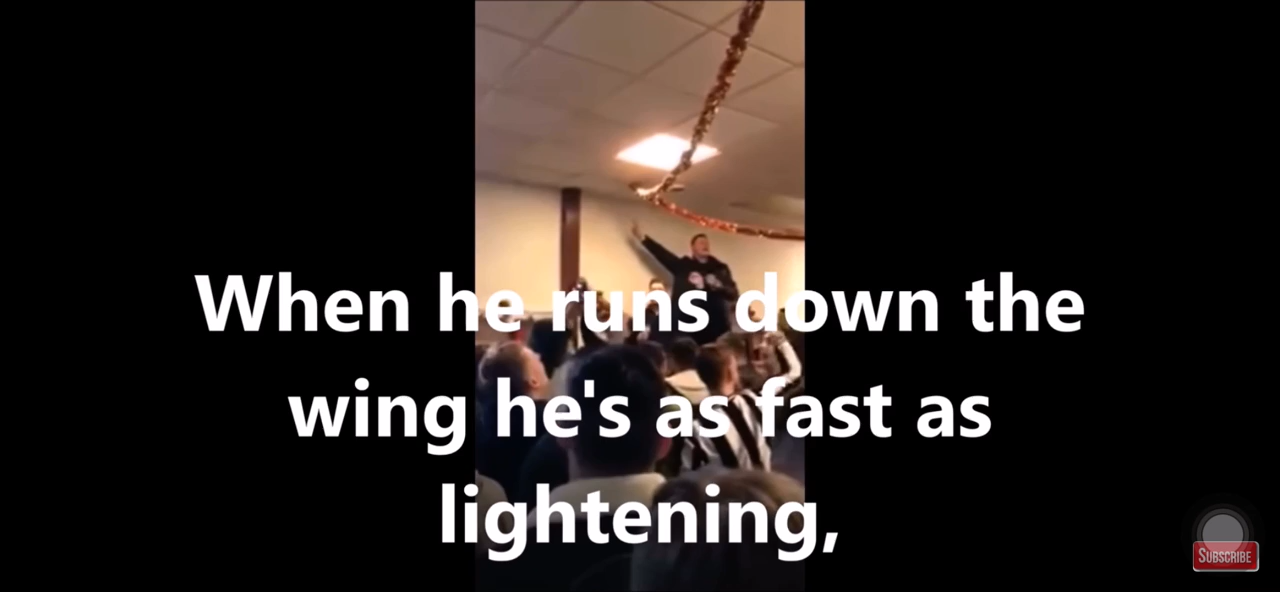 When he runs down the
wing he's as fast as
lightening,
SUBSCRIBE